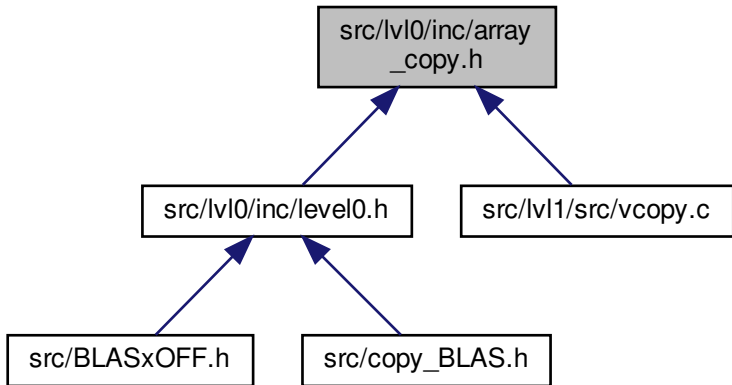 src/lvl0/inc/array
_copy.h
src/lvl0/inc/level0.h
src/lvl1/src/vcopy.c
src/BLASxOFF.h
src/copy_BLAS.h